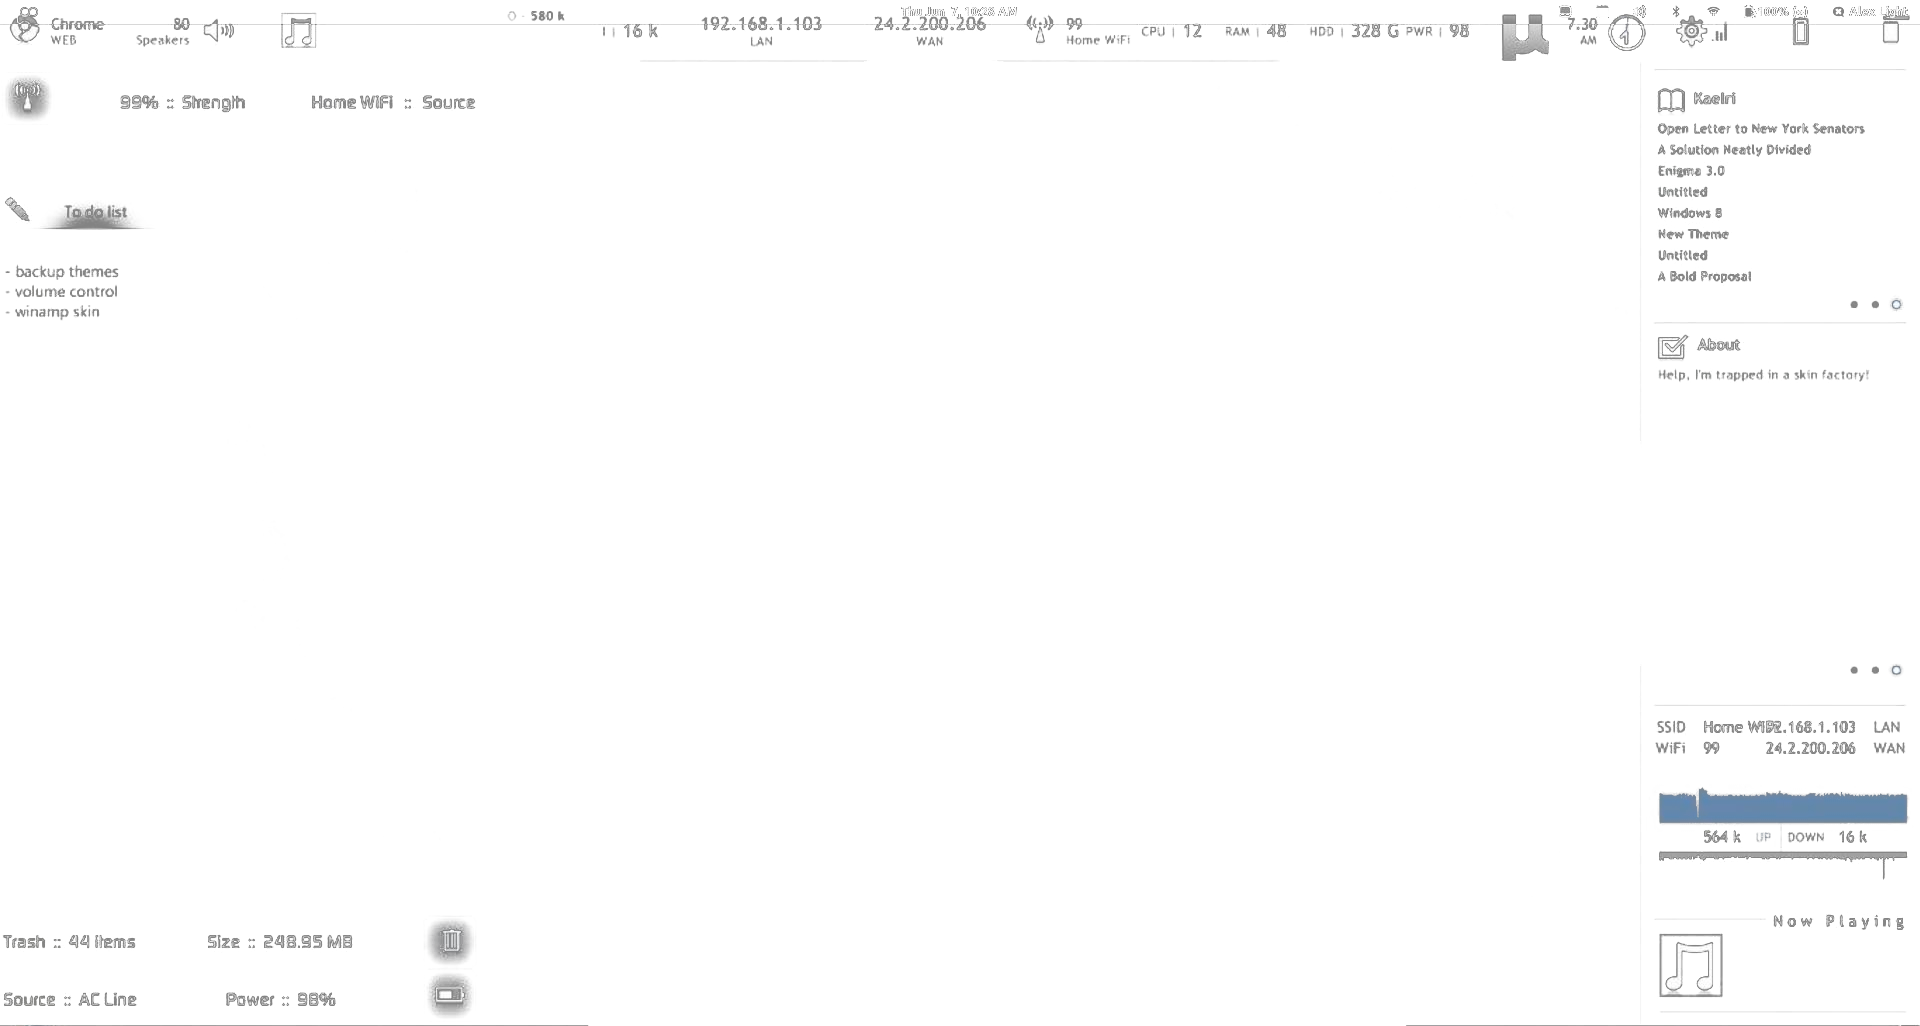 Thu Jun 7, 10:28 AM
100%
Alex Light
Chrome
WEB
80
Speakers
0 - 580 k
16 k
192.168.1.103
LAN
24.2.200.206
WAN
99
Home WiFi
CPU | 12
RAM | 48
HDD | 328 G
PWR | 98
7.30
AM
99% :: Strength
Home WiFi :: Source
To do list
- backup themes
- volume control
- winamp skin
Kaelri
Open Letter to New York Senators
A Solution Neatly Divided
Enigma 3.0
Untitled
Windows 8
New Theme
Untitled
A Bold Proposal
About
Help, I'm trapped in a skin factory!
SSID Home WiFi 192.168.1.103 LAN
WiFi 99 24.2.200.206 WAN
564 k UP DOWN 16 k
Now Playing
Trash :: 44 items
Size :: 248.95 MB
Source :: AC Line
Power :: 98%